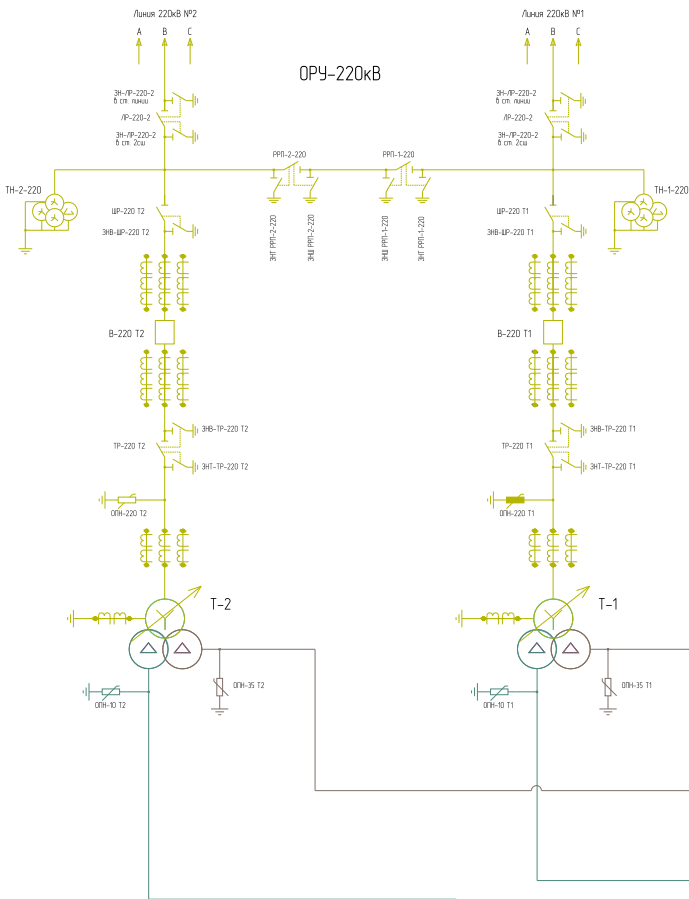 Линия 220кВ №2
Линия 220кВ №1
А
В
С
А
В
С
ОРУ-220кВ
ЗН-ЛР-220-2
в ст. линии
ЛР-220-2
ЗН-ЛР-220-2
в ст. 2сш
ЗН-ЛР-220-2
в ст. линии
ЛР-220-2
ЗН-ЛР-220-2
в ст. 2сш
РРП-2-220
РРП-1-220
ТН-2-220
ТН-1-220
ЗНТ РРП-2-220
ЗНШ РРП-2-220
ЗНШ РРП-1-220
ЗНТ РРП-1-220
ШР-220 Т2
ЗНВ-ШР-220 Т2
ШР-220 Т1
ЗНВ-ШР-220 Т1
В-220 Т2
В-220 Т1
ЗНВ-ТР-220 Т2
ТР-220 Т2
ЗНТ-ТР-220 Т2
ЗНВ-ТР-220 Т1
ТР-220 Т1
ЗНТ-ТР-220 Т1
ОПН-220 Т2
ОПН-220 Т1
Т-2
Т-1
ОПН-35 Т2
ОПН-35 Т1
ОПН-10 Т2
ОПН-10 Т1